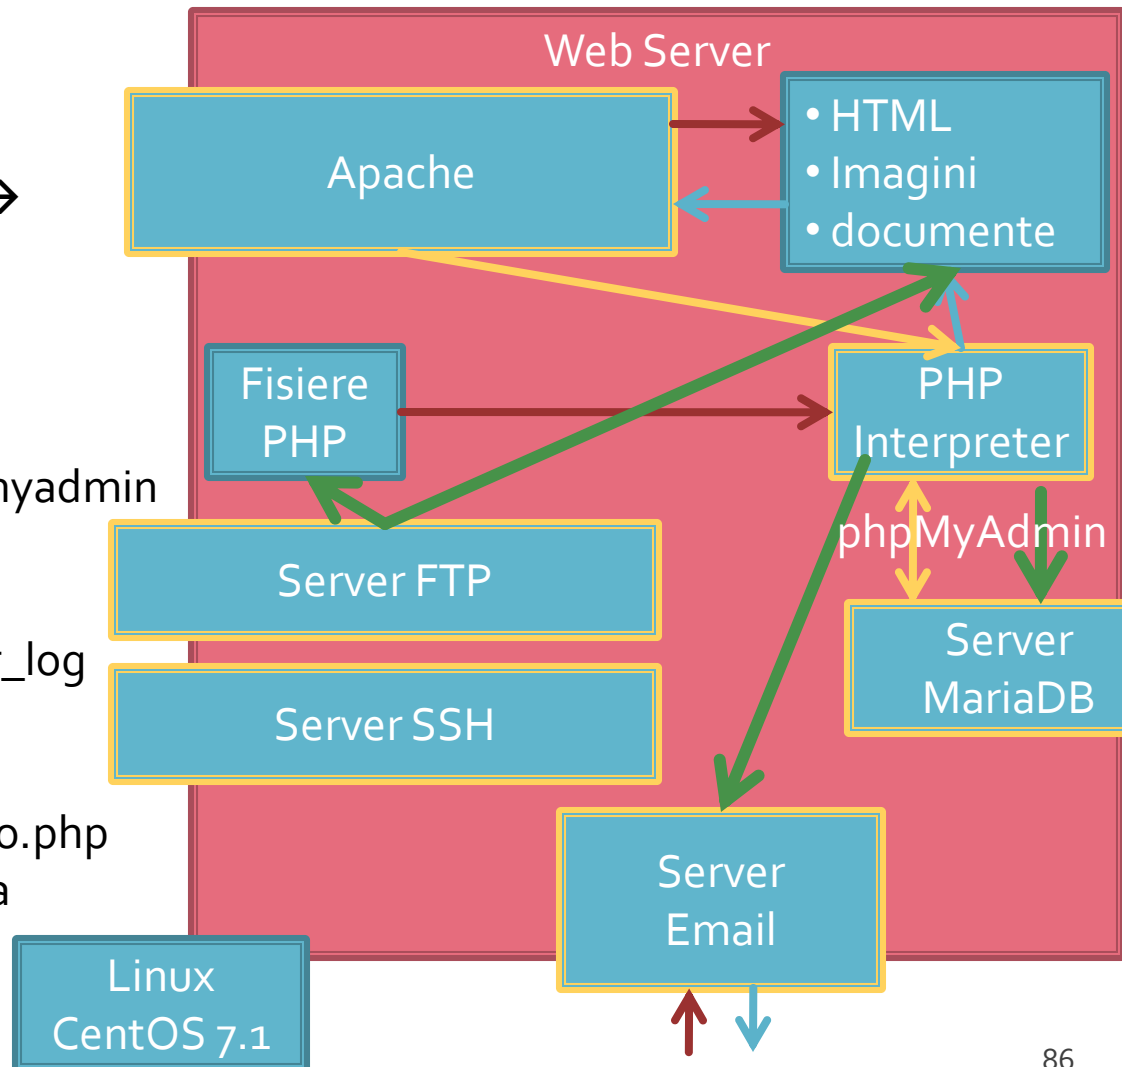 Web Server
Apache
• HTML
• Imagini
• documente
→
Fisiere
PHP
PHP
Interpreter
nyadmin
phpMyAdmin
Server FTP
Server
MariaDB
_log
Server SSH
o.php
a
Server
Email
Linux
CentOS 7.1
86